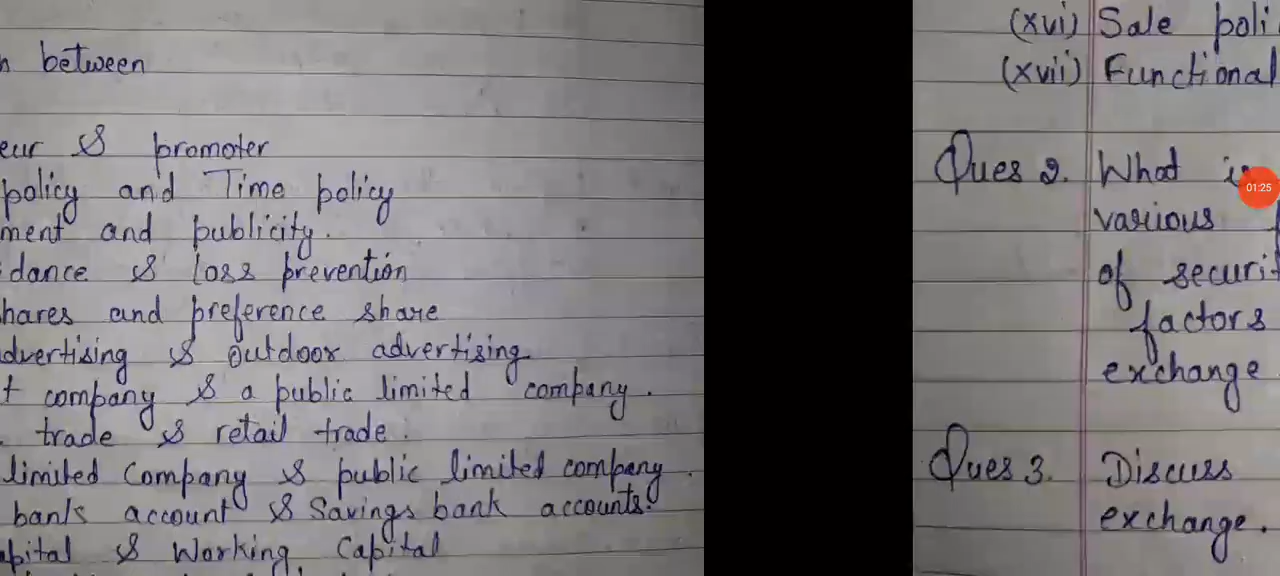 between
& promoter
policy and Time policy
ment and publicity.
dance & loss prevention
hares and preference share
dvertising & outdoor advertising
company & a public limited company.
trade & retail trade.
limited Company & public limited company.
bank account & Savings bank accounts.
pital & Working Capital
(xvi) Sale poli
(xvii) Functional
Ques 2. What is
various
of securit
factors
exchange
Ques 3. Discuss
exchange.
01:25